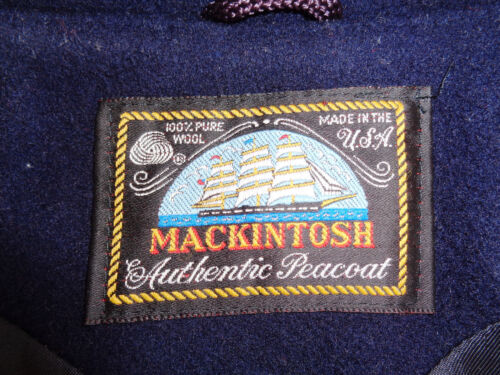 100% PURE
WOOL
MADE IN THE
U.S.A.
MACKINTOSH
Authentic Peacoat